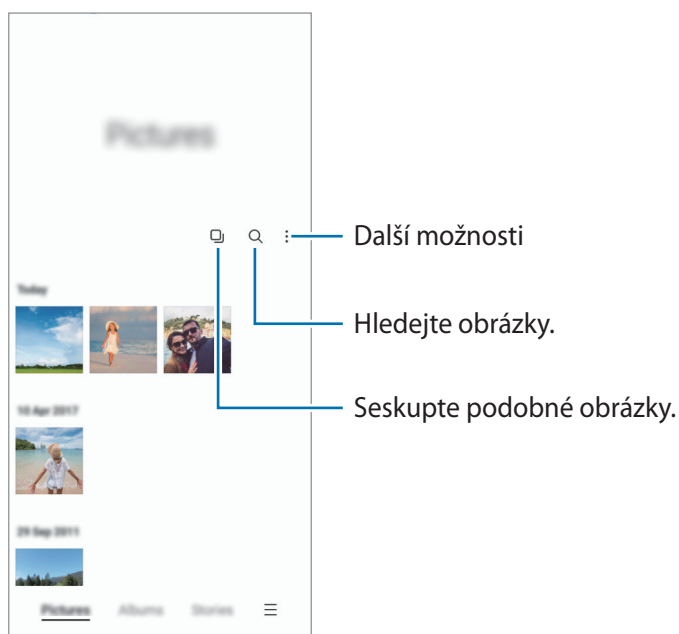 Pictures
Další možnosti
Today
Hledejte obrázky.
10 Apr 2017
Seskupte podobné obrázky.
29 Sep 2011
Pictures Albums Stories